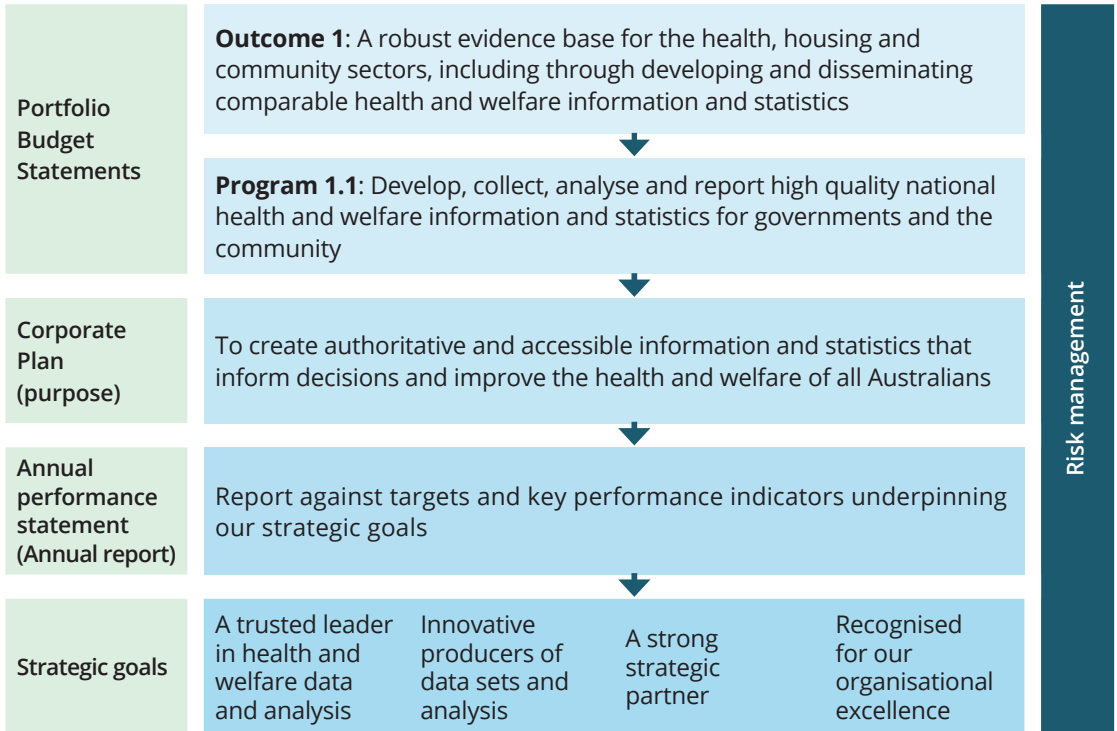 Portfolio
Budget
Statements
Outcome 1: A robust evidence base for the health, housing and
community sectors, including through developing and disseminating
comparable health and welfare information and statistics
Program 1.1: Develop, collect, analyse and report high quality national
health and welfare information and statistics for governments and the
community
Corporate
Plan
(purpose)
To create authoritative and accessible information and statistics that
inform decisions and improve the health and welfare of all Australians
Annual
performance
statement
(Annual report)
Report against targets and key performance indicators underpinning
our strategic goals
Strategic goals
A trusted leader
in health and
welfare data
and analysis
Innovative
producers of
data sets and
analysis
A strong
strategic
partner
Recognised
for our
organisational
excellence
Risk management